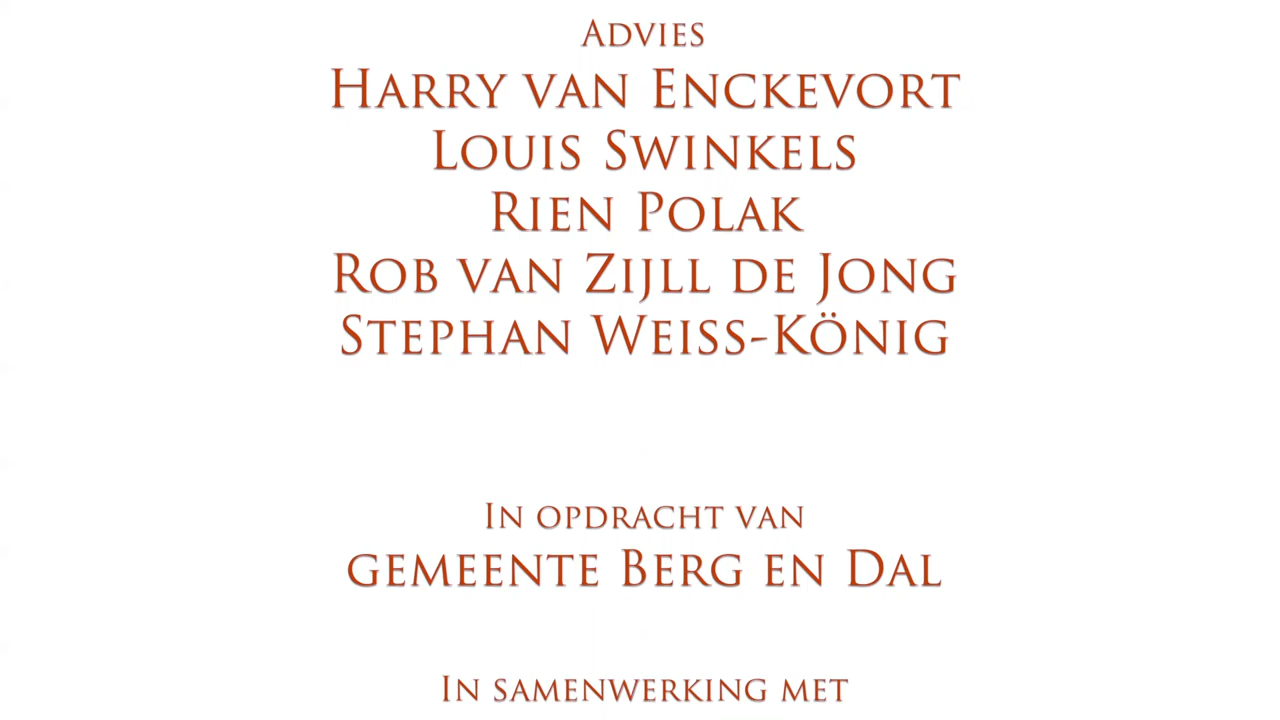 Advies
Harry van Enckevort
Louis Swinkels
Rien Polak
Rob van Zijll de Jong
Stephan Weiss-König
In opdracht van
gemeente Berg en Dal
In samenwerking met